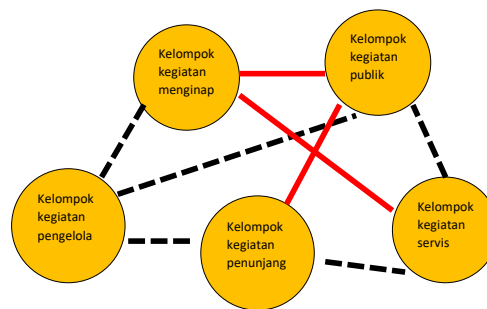 Kelompok
kegiatan
menginap
Kelompok
kegiatan
publik
Kelompok
kegiatan
pengelola
Kelompok
kegiatan
penunjang
Kelompok
kegiatan
servis